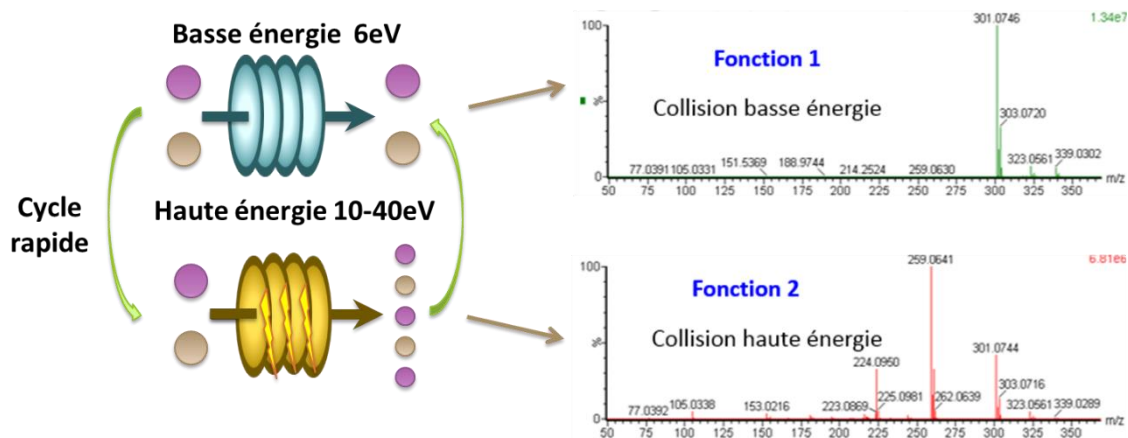 Basse énergie 6eV
Cycle
rapide
Haute énergie 10-40eV
100
301.0746
1.34e7
Fonction 1
%
Collision basse énergie
303.0720
77.0391 105.0331 151.5369 188.9744 214.2524 259.0630 323.0561 339.0302
0
50 75 100 125 150 175 200 225 250 275 300 325 350 m/z
100
259.0641
6.81e6
Fonction 2
%
Collision haute énergie
301.0744
224.0950
303.0716
77.0392 105.0338 153.0216 223.0869 225.0981 262.0639 323.0561 339.0289
0
50 75 100 125 150 175 200 225 250 275 300 325 350 m/z